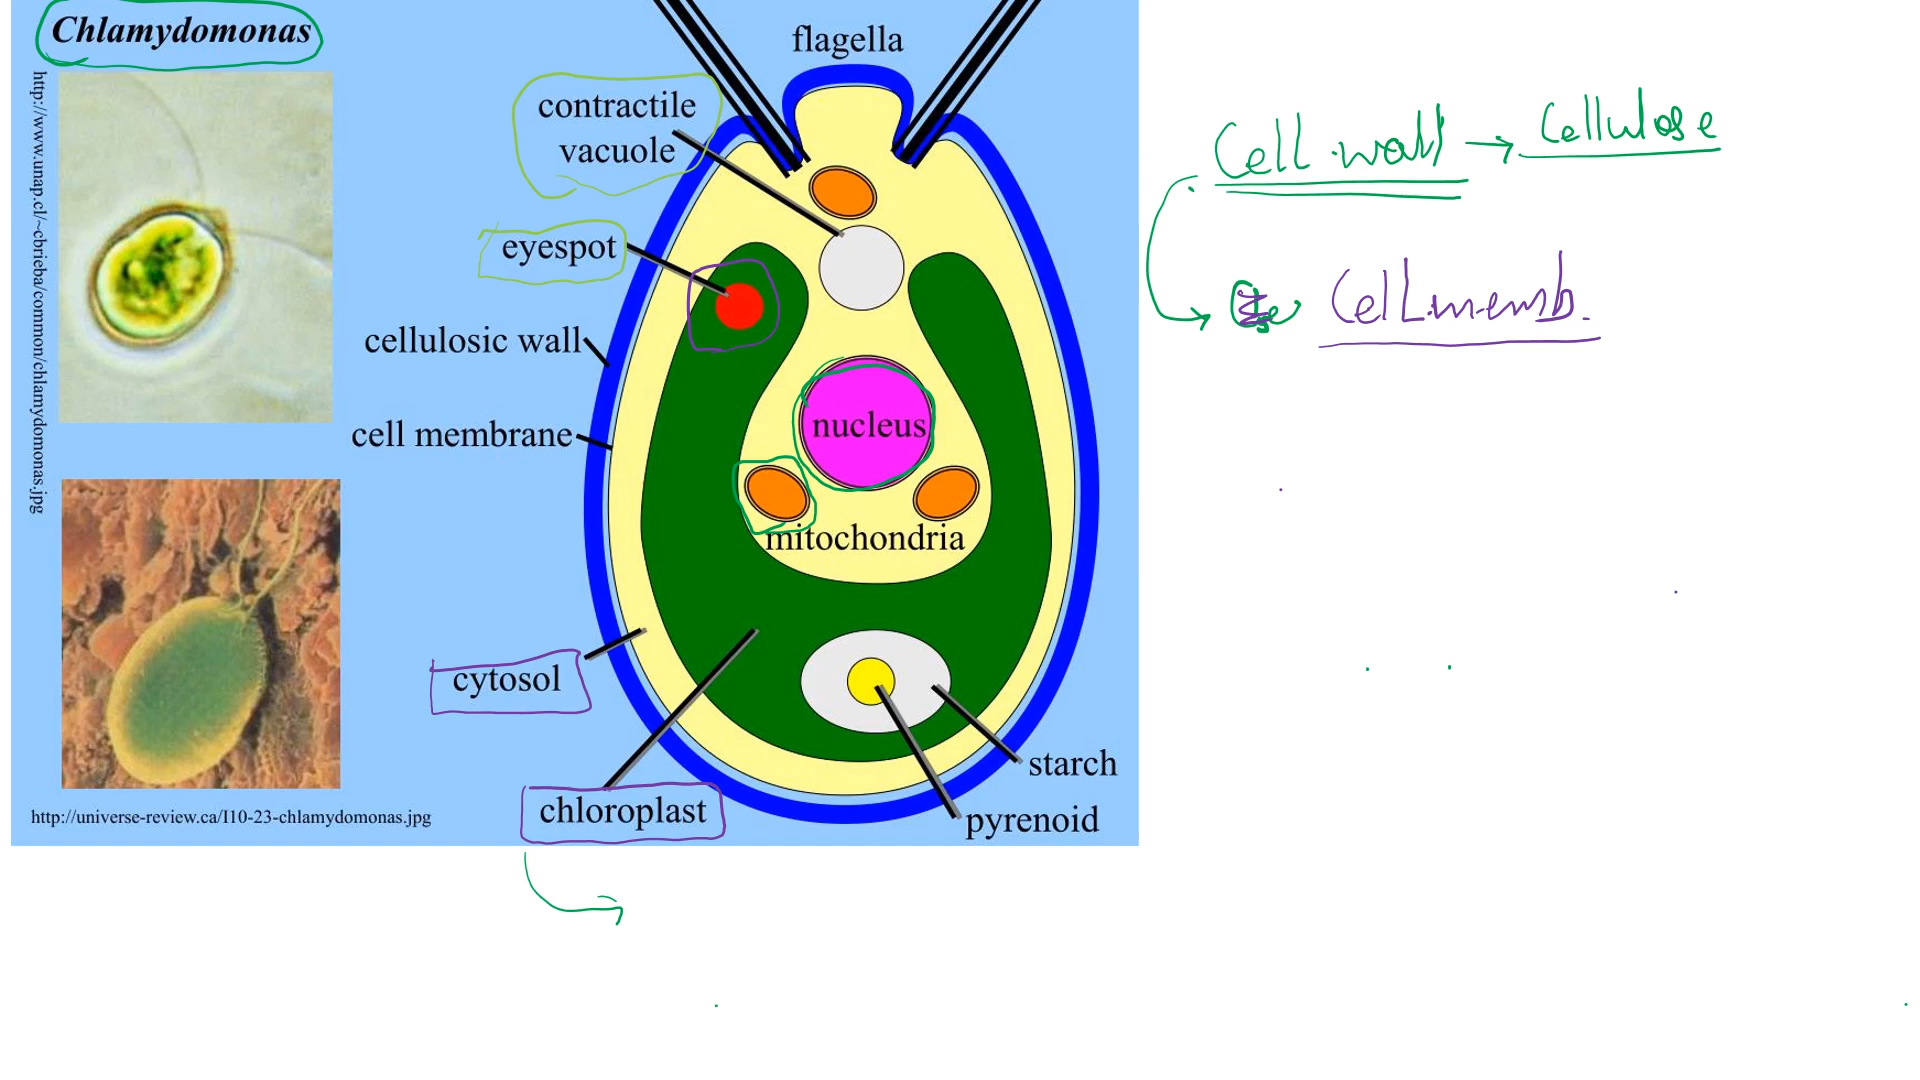 Chlamydomonas
http://www.unap.cl/~cbrieba/common/chlamydomonas.jpg
flagella
contractile
vacuole
eyespot
cellulosic wall
cell membrane
nucleus
mitochondria
cytosol
chloroplast
starch
pyrenoid
http://universe-review.ca/I10-23-chlamydomonas.jpg
Cell wall → Cellulose
Cell memb.